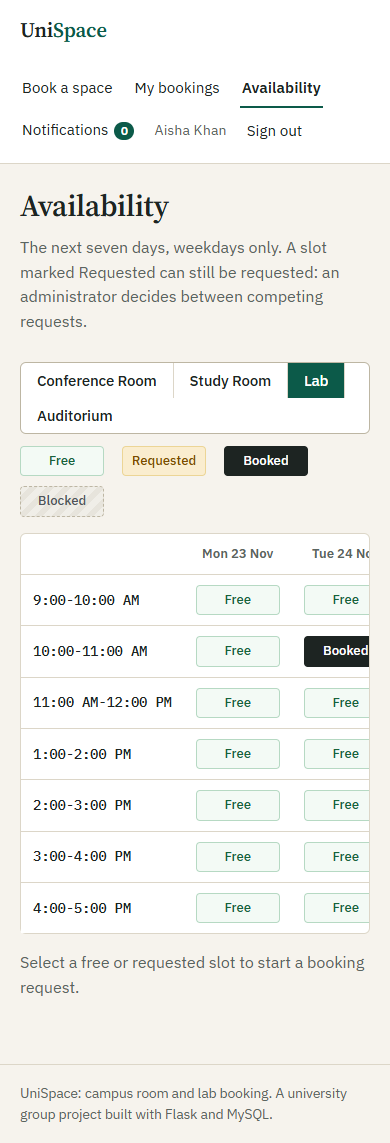 UniSpace
Book a space My bookings Availability
Notifications 0 Aisha Khan Sign out
Availability
The next seven days, weekdays only. A slot
marked Requested can still be requested: an
administrator decides between competing
requests.
Conference Room Study Room Lab
Auditorium
Free Requested Booked
Blocked
Mon 23 Nov Tue 24 No
9:00-10:00 AM Free Free
10:00-11:00 AM Free Booked
11:00 AM-12:00 PM Free Free
1:00-2:00 PM Free Free
2:00-3:00 PM Free Free
3:00-4:00 PM Free Free
4:00-5:00 PM Free Free
Select a free or requested slot to start a booking
request.
UniSpace: campus room and lab booking. A university
group project built with Flask and MySQL.